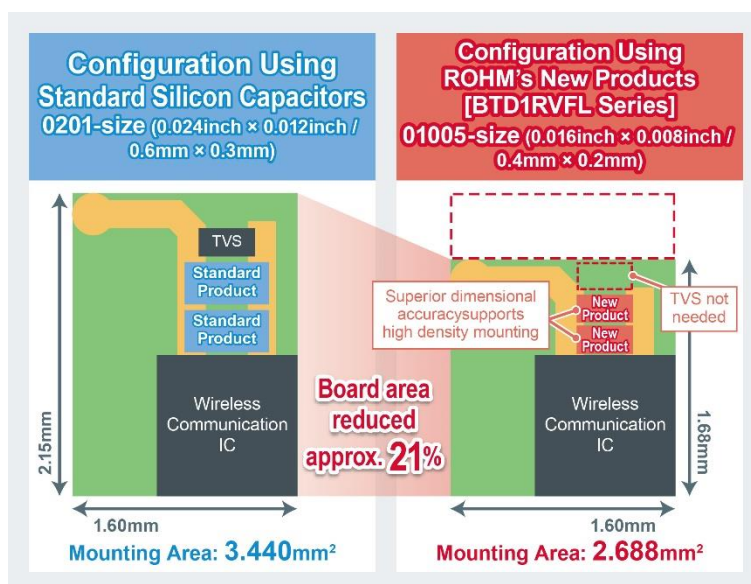 Configuration Using
Standard Silicon Capacitors
0201-size (0.024inch × 0.012inch /
0.6mm × 0.3mm)
TVS
Standard
Product
Standard
Product
Wireless
Communication
IC
2.15mm
1.60mm
Mounting Area: 3.440mm²
Board area
reduced
approx. 21%
Configuration Using
ROHM's New Products
[BTD1RVFL Series]
01005-size (0.016inch × 0.008inch /
0.4mm × 0.2mm)
Superior dimensional
accuracysupports
high density mounting
New
Product
New
Product
TVS not
needed
Wireless
Communication
IC
1.68mm
1.60mm
Mounting Area: 2.688mm²